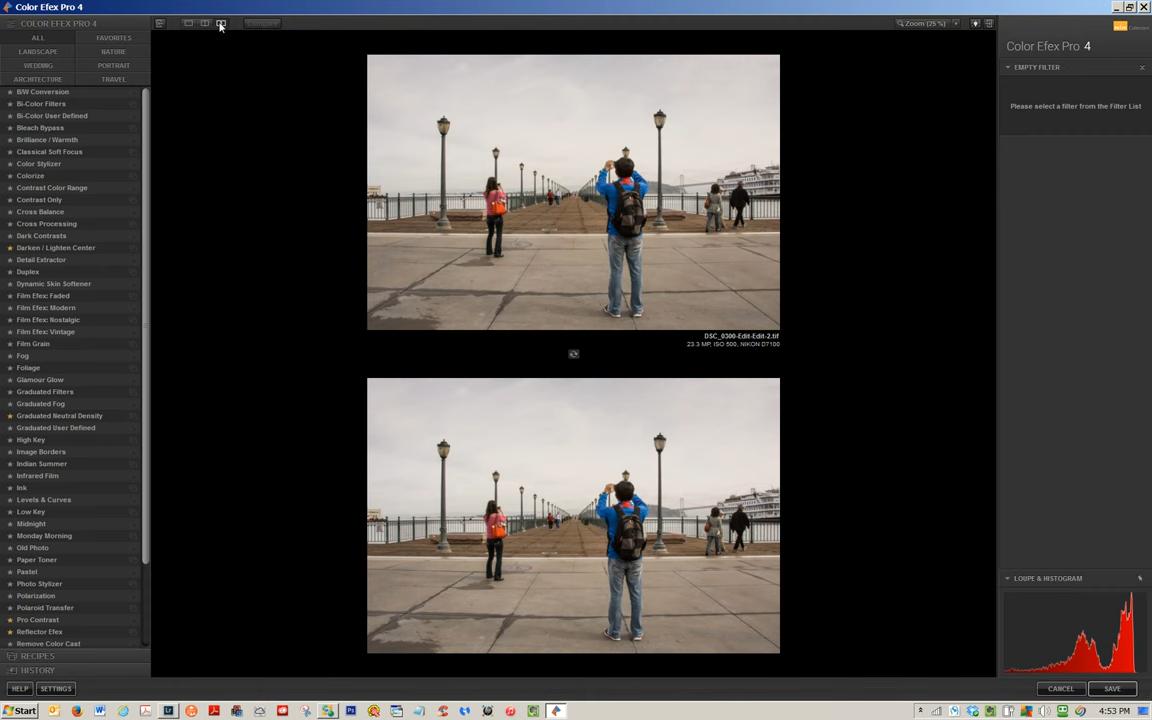 Color Efex Pro 4
COLOR EFEX PRO 4
Compare
Zoom (25 %)
ALL
FAVORITES
LANDSCAPE
NATURE
WEDDING
PORTRAIT
ARCHITECTURE
TRAVEL
B/W Conversion
Bi-Color Filters
Bi-Color User Defined
Bleach Bypass
Brilliance / Warmth
Classical Soft Focus
Color Stylizer
Colorize
Contrast Color Range
Contrast Only
Cross Balance
Cross Processing
Dark Contrasts
Darken / Lighten Center
Detail Extractor
Duplex
Dynamic Skin Softener
Film Efex: Faded
Film Efex: Modern
Film Efex: Nostalgic
Film Efex: Vintage
Film Grain
Fog
Foliage
Glamour Glow
Graduated Filters
Graduated Fog
Graduated Neutral Density
Graduated User Defined
High Key
Image Borders
Indian Summer
Infrared Film
Ink
Levels & Curves
Low Key
Midnight
Monday Morning
Old Photo
Paper Toner
Pastel
Photo Stylizer
Polarization
Polaroid Transfer
Pro Contrast
Reflector Efex
Remove Color Cast
RECIPES
HISTORY
HELP
SETTINGS
DSC_0300-Edit-Edit-2.tif
23.3 MP, ISO 500, NIKON D7100
Color Efex Pro 4
EMPTY FILTER
Please select a filter from the Filter List
LOUPE & HISTOGRAM
CANCEL
SAVE
Start
4:53 PM